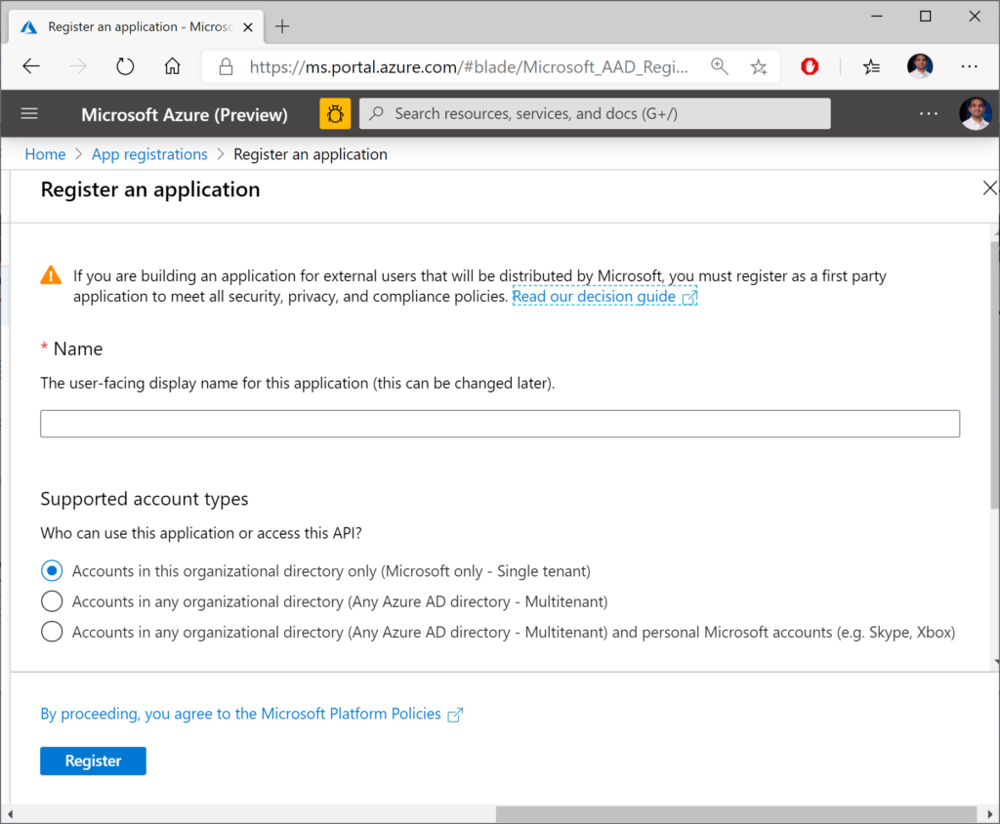 Register an application - Microsc
https://ms.portal.azure.com/#blade/Microsoft_AAD_Regi...
Microsoft Azure (Preview)
Search resources, services, and docs (G+/)
Home > App registrations > Register an application
Register an application
If you are building an application for external users that will be distributed by Microsoft, you must register as a first party
application to meet all security, privacy, and compliance policies. Read our decision guide
* Name
The user-facing display name for this application (this can be changed later).
Supported account types
Who can use this application or access this API?
Accounts in this organizational directory only (Microsoft only - Single tenant)
Accounts in any organizational directory (Any Azure AD directory - Multitenant)
Accounts in any organizational directory (Any Azure AD directory - Multitenant) and personal Microsoft accounts (e.g. Skype, Xbox)
By proceeding, you agree to the Microsoft Platform Policies
Register